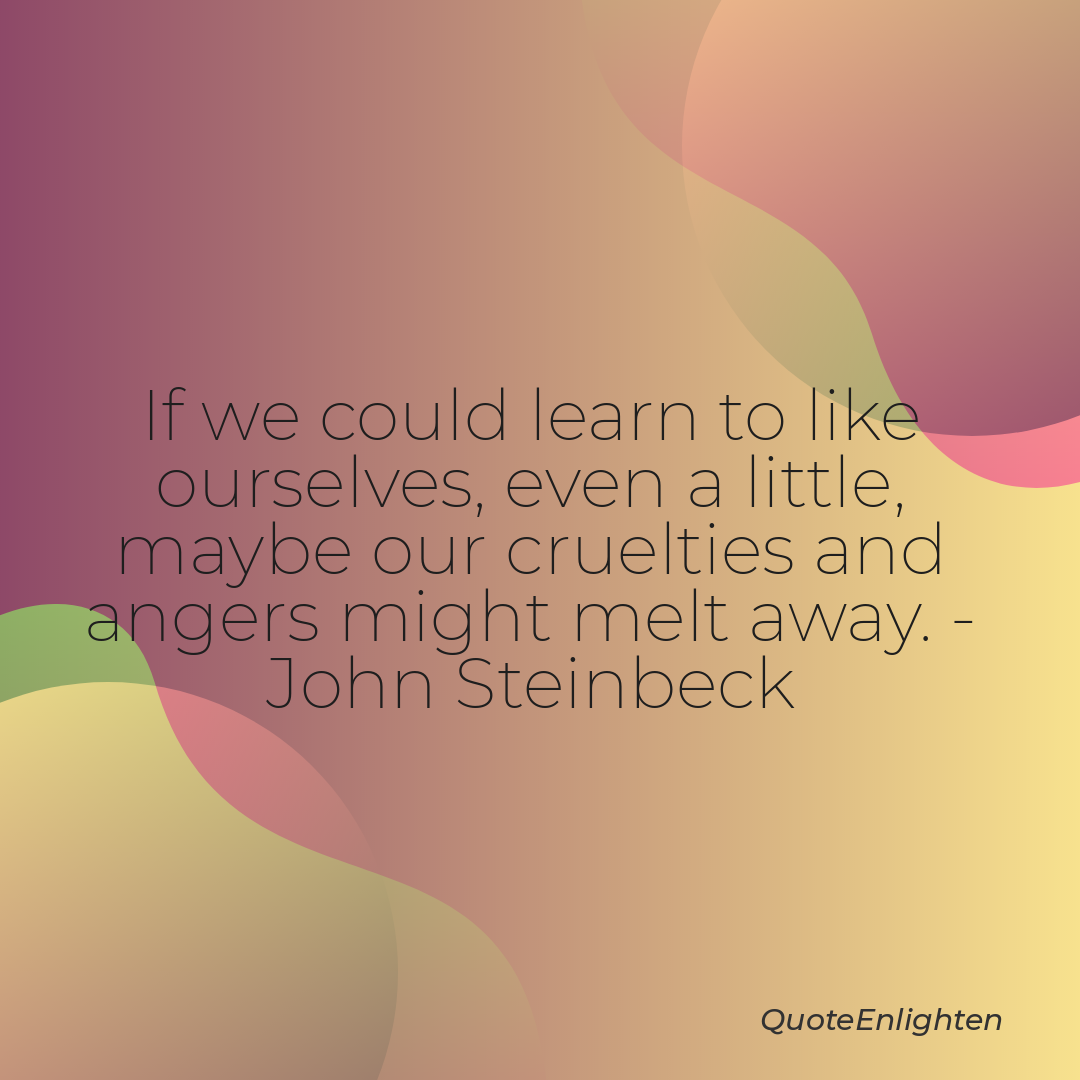 If we could learn to like
ourselves, even a little,
maybe our cruelties and
angers might melt away. -
John Steinbeck
QuoteEnlighten